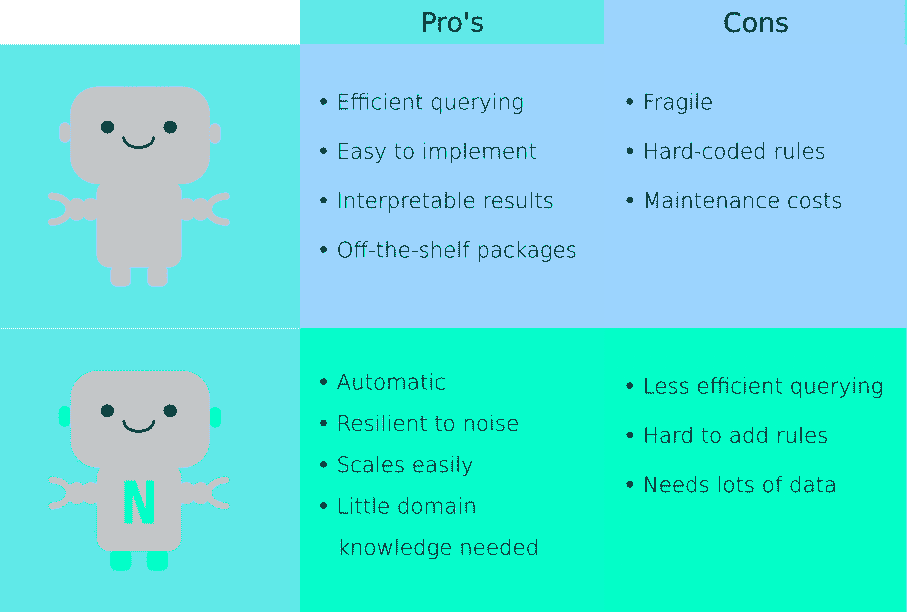 Pro's
Cons
• Efficient querying
• Easy to implement
• Interpretable results
• Off-the-shelf packages
• Fragile
• Hard-coded rules
• Maintenance costs
N
• Automatic
• Resilient to noise
• Scales easily
• Little domain
knowledge needed
• Less efficient querying
• Hard to add rules
• Needs lots of data